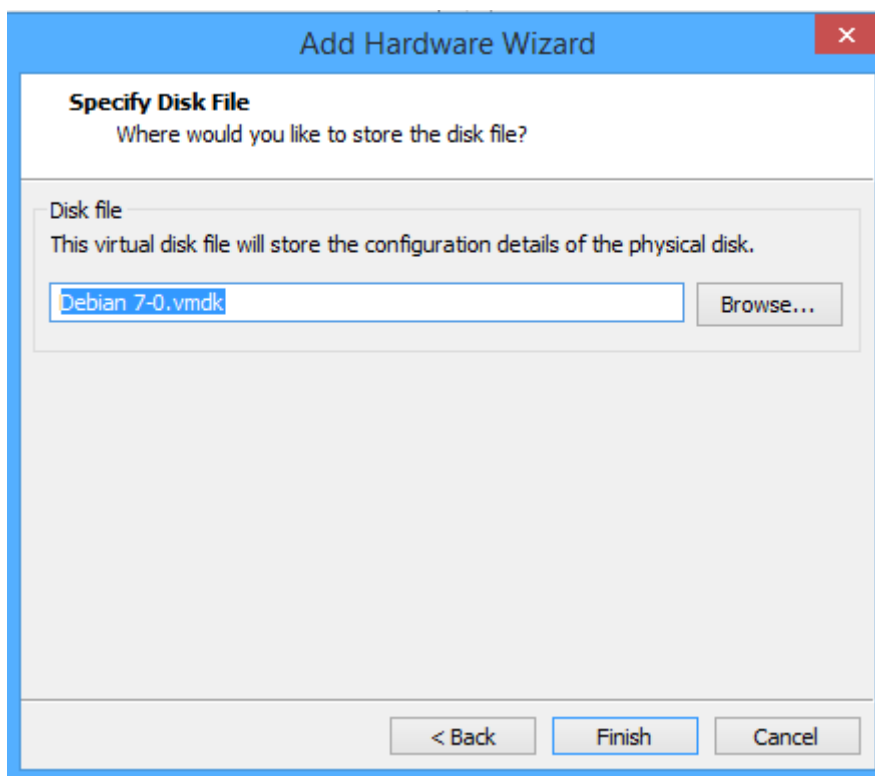 Add Hardware Wizard
Specify Disk File
Where would you like to store the disk file?
Disk file
This virtual disk file will store the configuration details of the physical disk.
Debian 7-0.vmdk
Browse...
< Back
Finish
Cancel